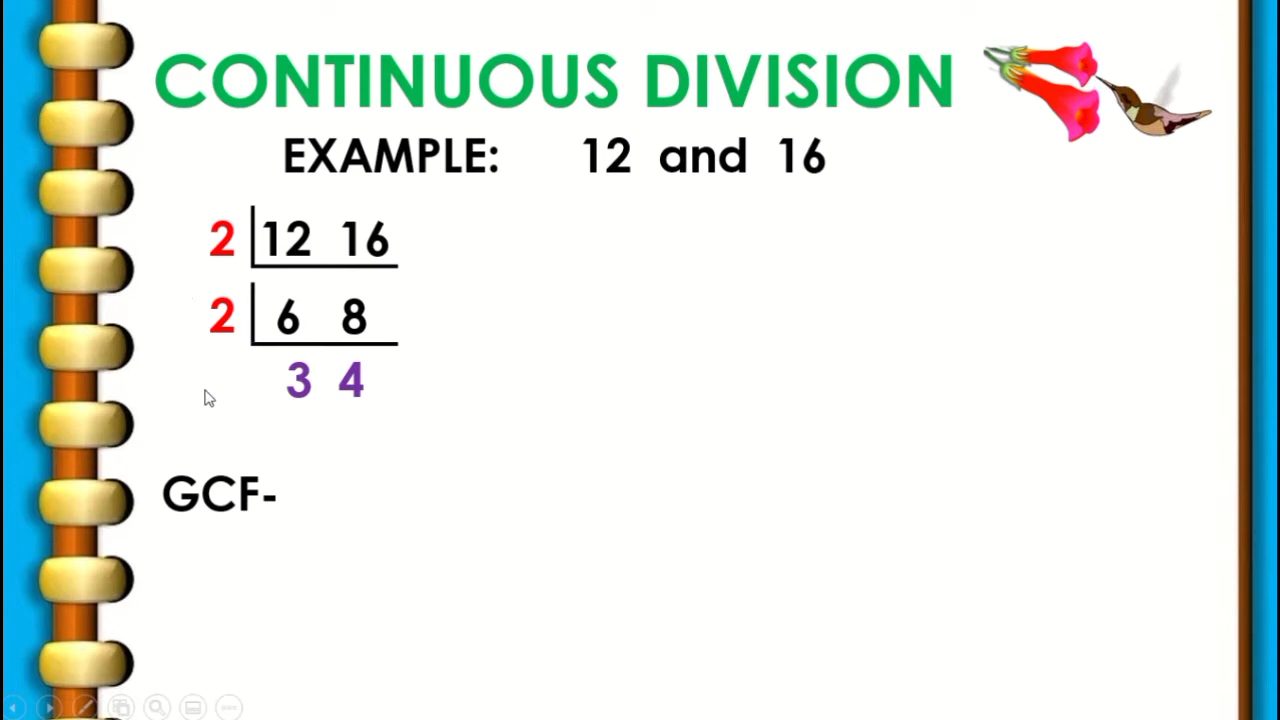 CONTINUOUS DIVISION
EXAMPLE: 12 and 16
2 12 16
2 6 8
3 4
GCF-